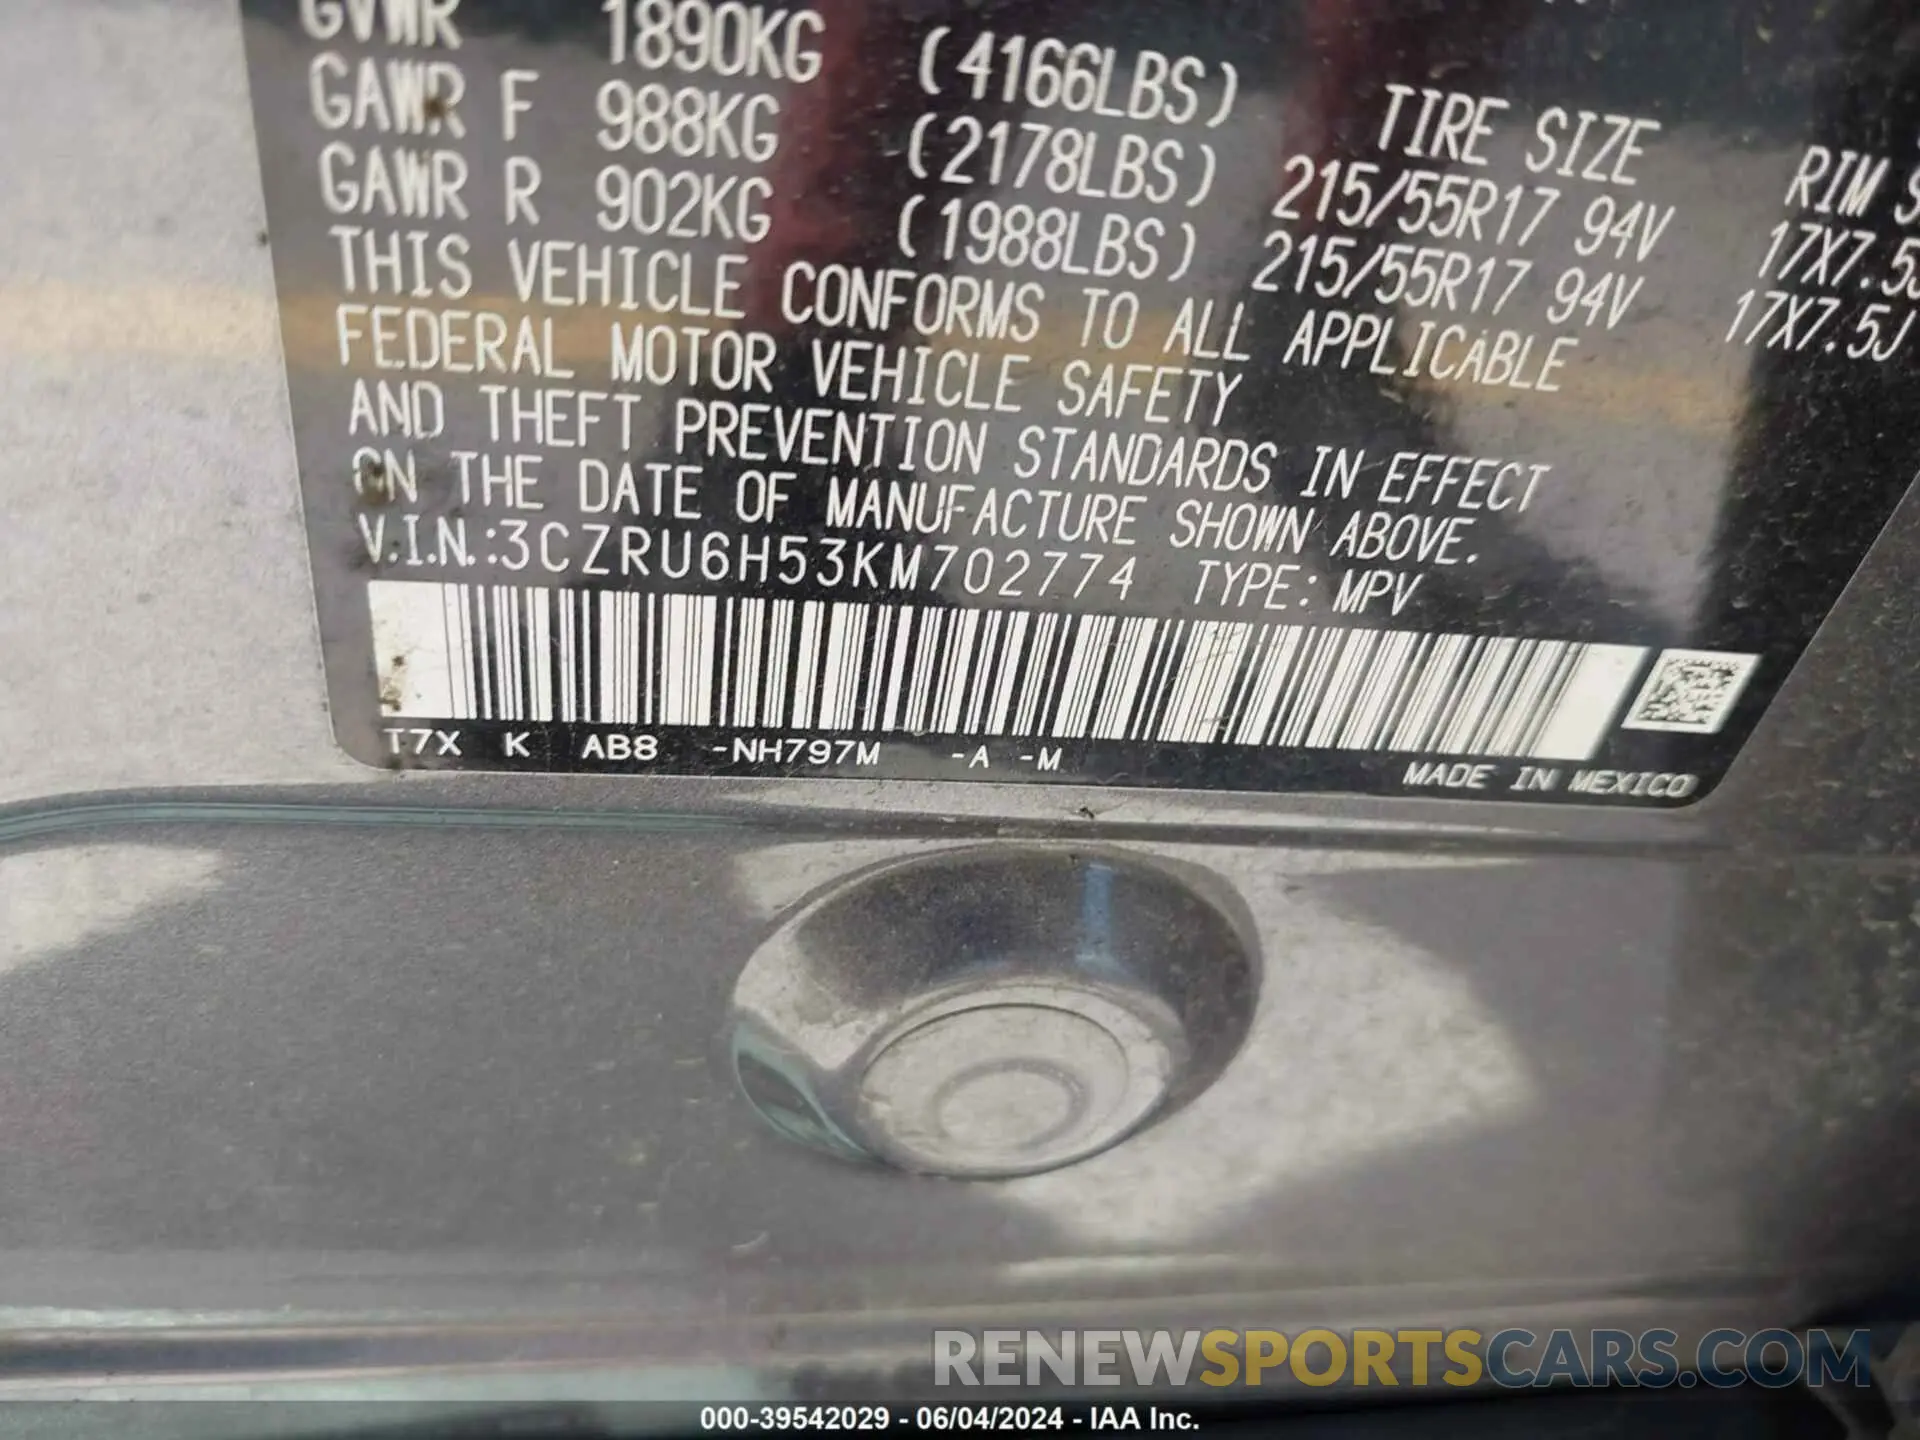 GVWR 1890KG (4166LBS) TIRE SIZE RIM
GAWR F 988KG (2178LBS) 215/55R17 94V 17X7.5J
GAWR R 902KG (1988LBS) 215/55R17 94V 17X7.5J
THIS VEHICLE CONFORMS TO ALL APPLICABLE
FEDERAL MOTOR VEHICLE SAFETY
AND THEFT PREVENTION STANDARDS IN EFFECT
ON THE DATE OF MANUFACTURE SHOWN ABOVE.
V.I.N.:3CZRU6H53KM702774 TYPE: MPV
T7X K AB8 -NH797M -A -M
MADE IN MEXICO
RENEWSPORTSCARS.COM
000-39542029 - 06/04/2024 - IAA Inc.